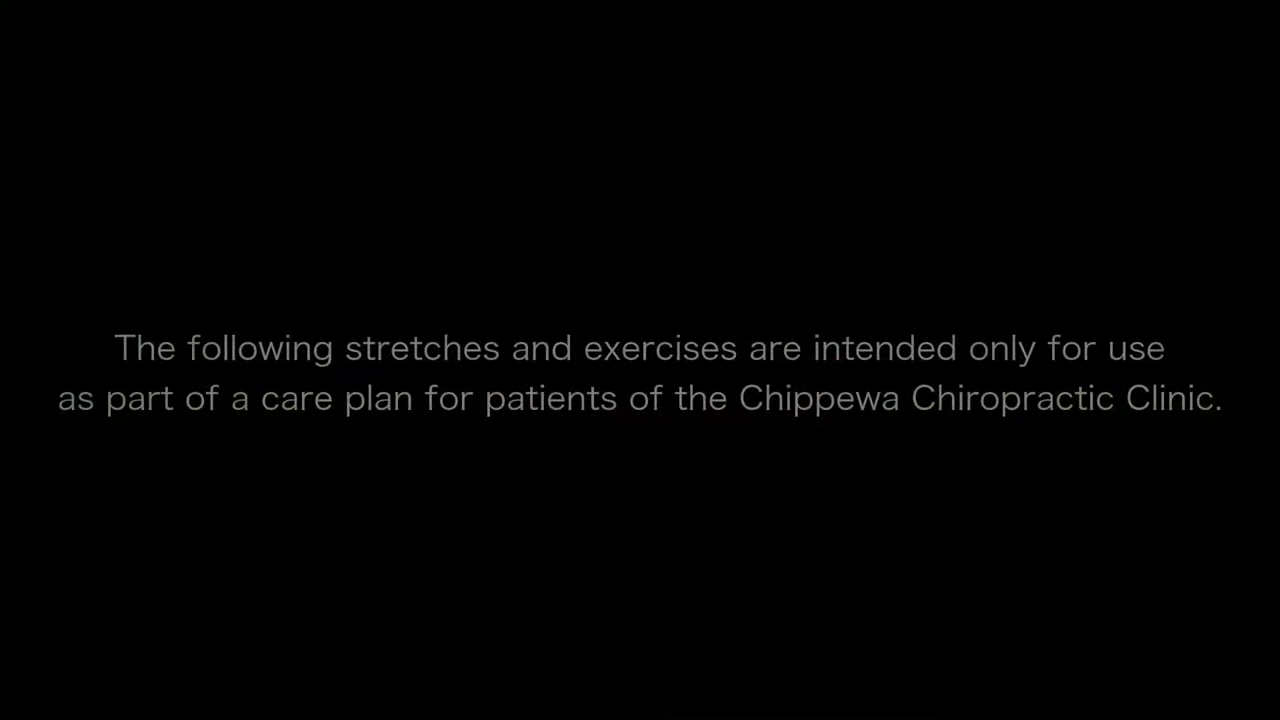 The following stretches and exercises are intended only for use
as part of a care plan for patients of the Chippewa Chiropractic Clinic.